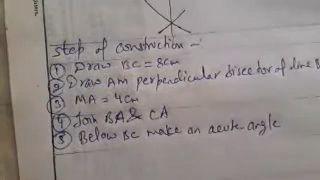 Step of construction :-
① Draw BC = 8cm
② Draw AM perpendicular bisector of line B
③ MA = 4cm
④ Join BA & CA
⑤ Below BC make an acute angle